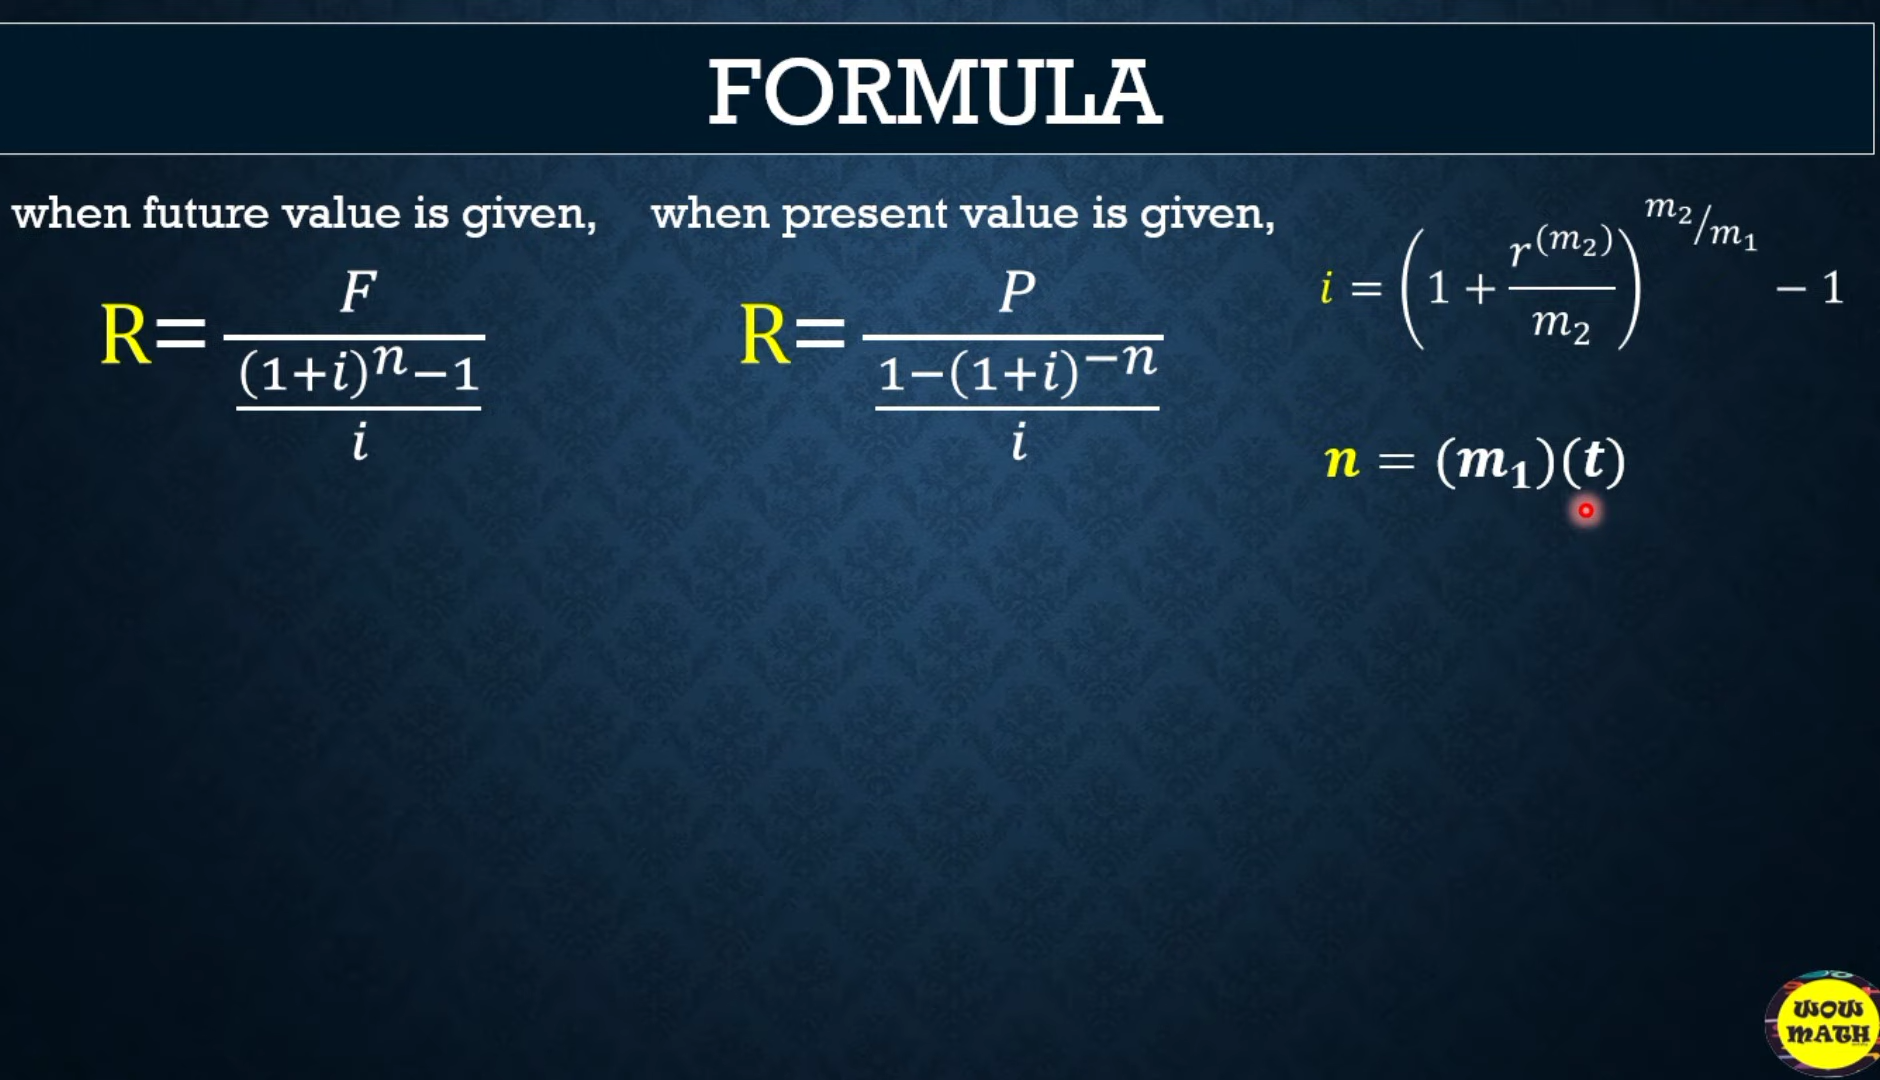 FORMULA
when future value is given,
R= F / (((1+i)^n−1) / i)
when present value is given,
R= P / ((1−(1+i)^−n) / i)
i = (1 + r^(m₂) / m₂)^(m₂/m₁) − 1
n = (m₁)(t)
WOW
MATH